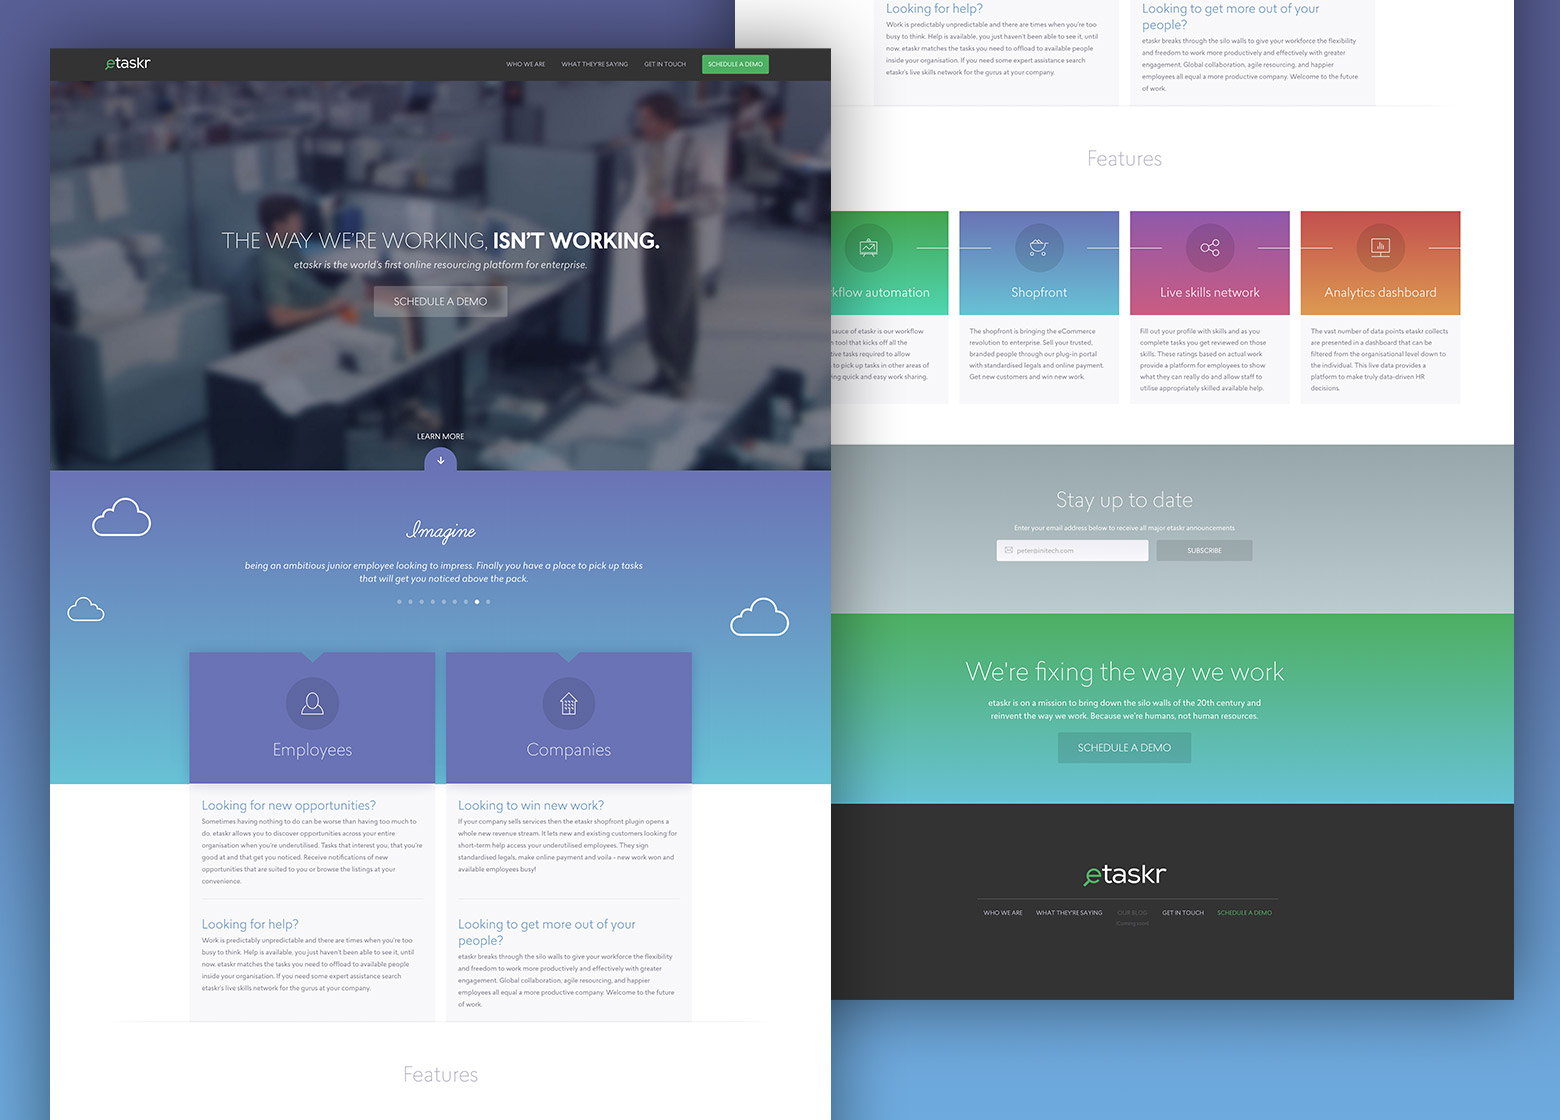 etaskr
WHO WE ARE
WHAT THEY'RE SAYING
GET IN TOUCH
SCHEDULE A DEMO
THE WAY WE'RE WORKING, ISN'T WORKING.
etaskr is the world's first online resourcing platform for enterprise.
SCHEDULE A DEMO
LEARN MORE
Imagine
being an ambitious junior employee looking to impress. Finally you have a place to pick up tasks
that will get you noticed above the pack.
Employees
Looking for new opportunities?
Sometimes having nothing to do can be worse than having too much to
do. etaskr allows you to discover opportunities across your entire
organisation when you're underutilised. Tasks that interest you, that you're
good at and that get you noticed. Receive notifications of new
opportunities that are suited to you or browse the listings at your
convenience.
Looking for help?
Work is predictably unpredictable and there are times when you're too
busy to think. Help is available, you just haven't been able to see it, until
now. etaskr matches the tasks you need to offload to available people
inside your organisation. If you need some expert assistance search
etaskr's live skills network for the gurus at your company.
Companies
Looking to win new work?
If your company sells services then the etaskr shopfront plugin opens a
whole new revenue stream. It lets new and existing customers looking for
short-term help access your underutilised employees. They sign
standardised legals, make online payment and voila - new work won and
available employees busy!
Looking to get more out of your
people?
etaskr breaks through the silo walls to give your workforce the flexibility
and freedom to work more productively and effectively with greater
engagement. Global collaboration, agile resourcing, and happier
employees all equal a more productive company. Welcome to the future
of work.
Features
Looking for help?
Work is predictably unpredictable and there are times when you're too
busy to think. Help is available, you just haven't been able to see it, until
now. etaskr matches the tasks you need to offload to available people
inside your organisation. If you need some expert assistance search
etaskr's live skills network for the gurus at your company.
Looking to get more out of your
people?
etaskr breaks through the silo walls to give your workforce the flexibility
and freedom to work more productively and effectively with greater
engagement. Global collaboration, agile resourcing, and happier
employees all equal a more productive company. Welcome to the future
of work.
Features
kflow automation
sauce of etaskr is our workflow
n tool that kicks off all the
tive tasks required to allow
to pick up tasks in other areas of
ing quick and easy work sharing.
Shopfront
The shopfront is bringing the eCommerce
revolution to enterprise. Sell your trusted,
branded people through our plug-in portal
with standardised legals and online payment.
Get new customers and win new work.
Live skills network
Fill out your profile with skills and as you
complete tasks you get reviewed on those
skills. These ratings based on actual work
provide a platform for employees to show
what they can really do and allow staff to
utilise appropriately skilled available help.
Analytics dashboard
The vast number of data points etaskr collects
are presented in a dashboard that can be
filtered from the organisational level down to
the individual. This live data provides a
platform to make truly data-driven HR
decisions.
Stay up to date
Enter your email address below to receive all major etaskr announcements
peter@initech.com
SUBSCRIBE
We're fixing the way we work
etaskr is on a mission to bring down the silo walls of the 20th century and
reinvent the way we work. Because we're humans, not human resources.
SCHEDULE A DEMO
etaskr
WHO WE ARE
WHAT THEY'RE SAYING
OUR BLOG
(Coming soon)
GET IN TOUCH
SCHEDULE A DEMO